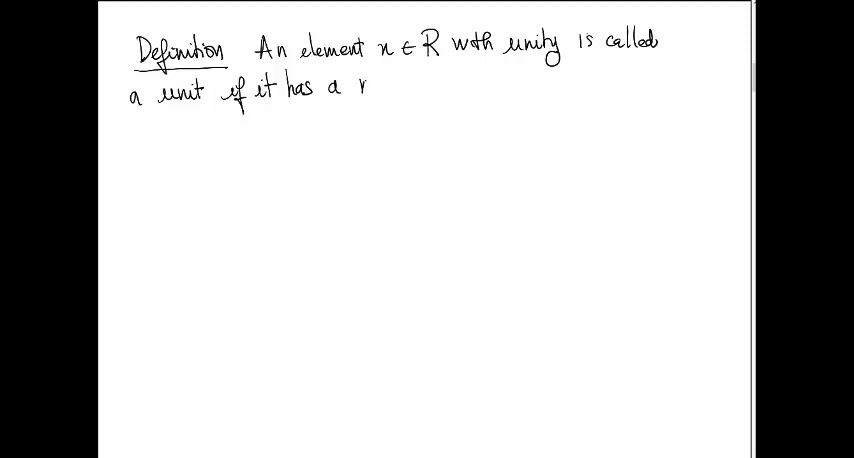 Definition An element x ∈ R with unity is called
a unit if it has a r